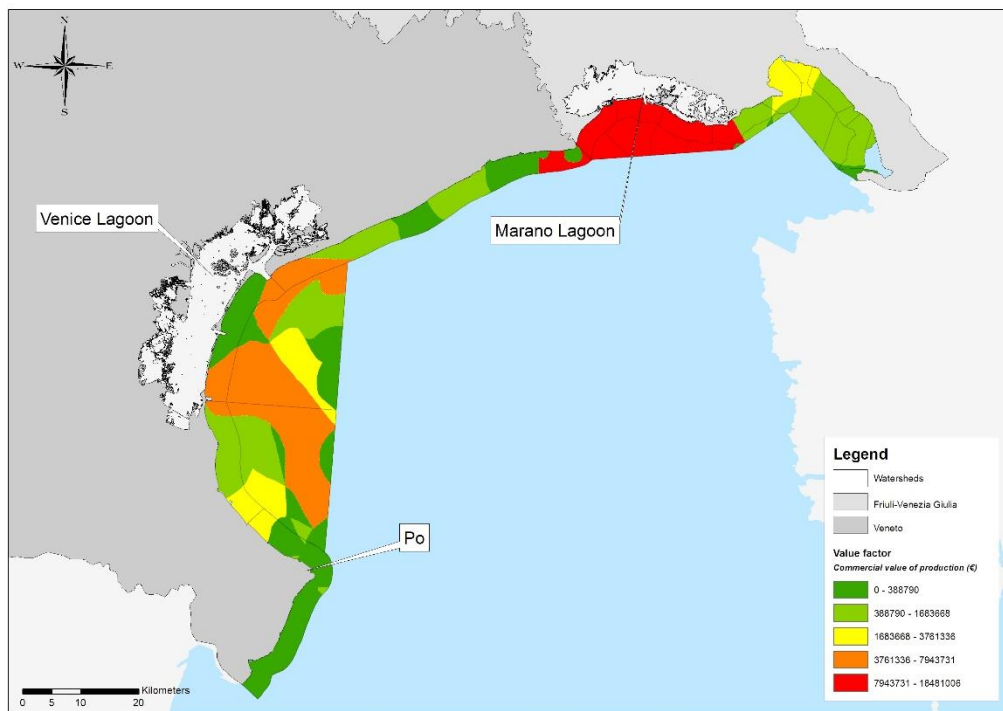 N
W E
S
Venice Lagoon
Marano Lagoon
Po
Legend
Watersheds
Friuli-Venezia Giulia
Veneto
Value factor
Commercial value of production (€)
0 - 388790
388790 - 1683668
1683668 - 3761336
3761336 - 7943731
7943731 - 18481006
Kilometers
0 5 10 20